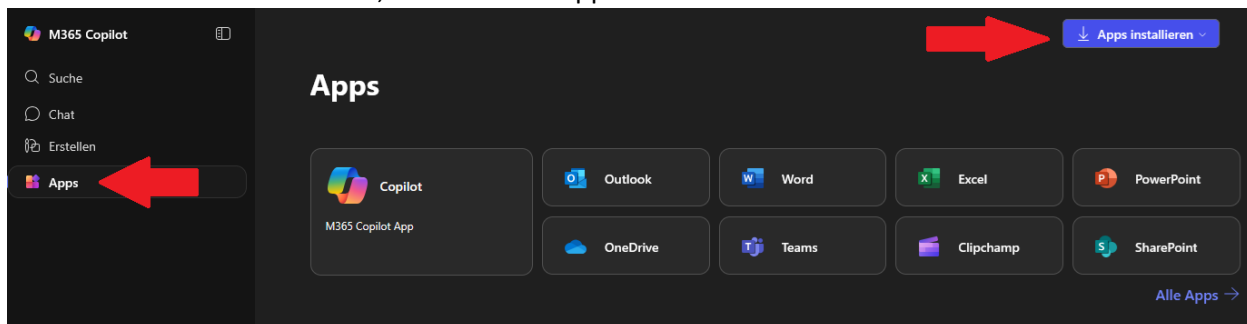 M365 Copilot
Suche
Chat
Erstellen
Apps
Apps installieren
Apps
Copilot
M365 Copilot App
Outlook
Word
Excel
PowerPoint
OneDrive
Teams
Clipchamp
SharePoint
Alle Apps